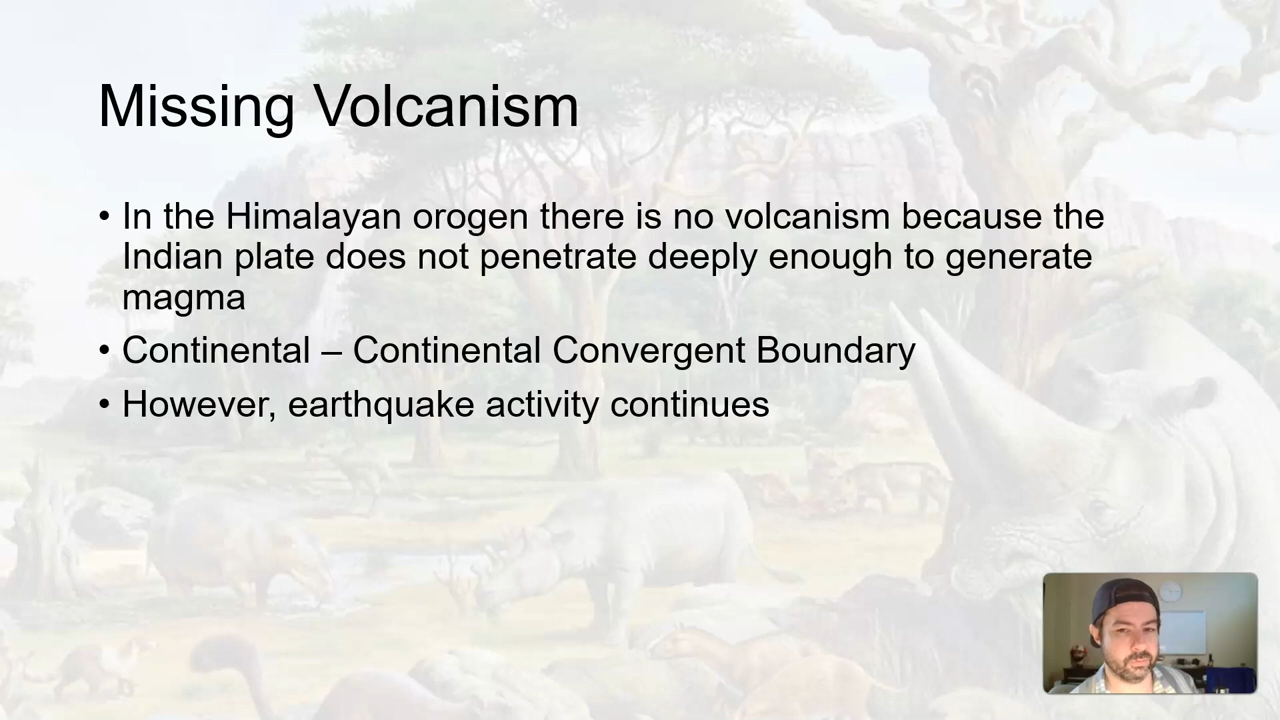 Missing Volcanism
• In the Himalayan orogen there is no volcanism because the
Indian plate does not penetrate deeply enough to generate
magma
• Continental – Continental Convergent Boundary
• However, earthquake activity continues